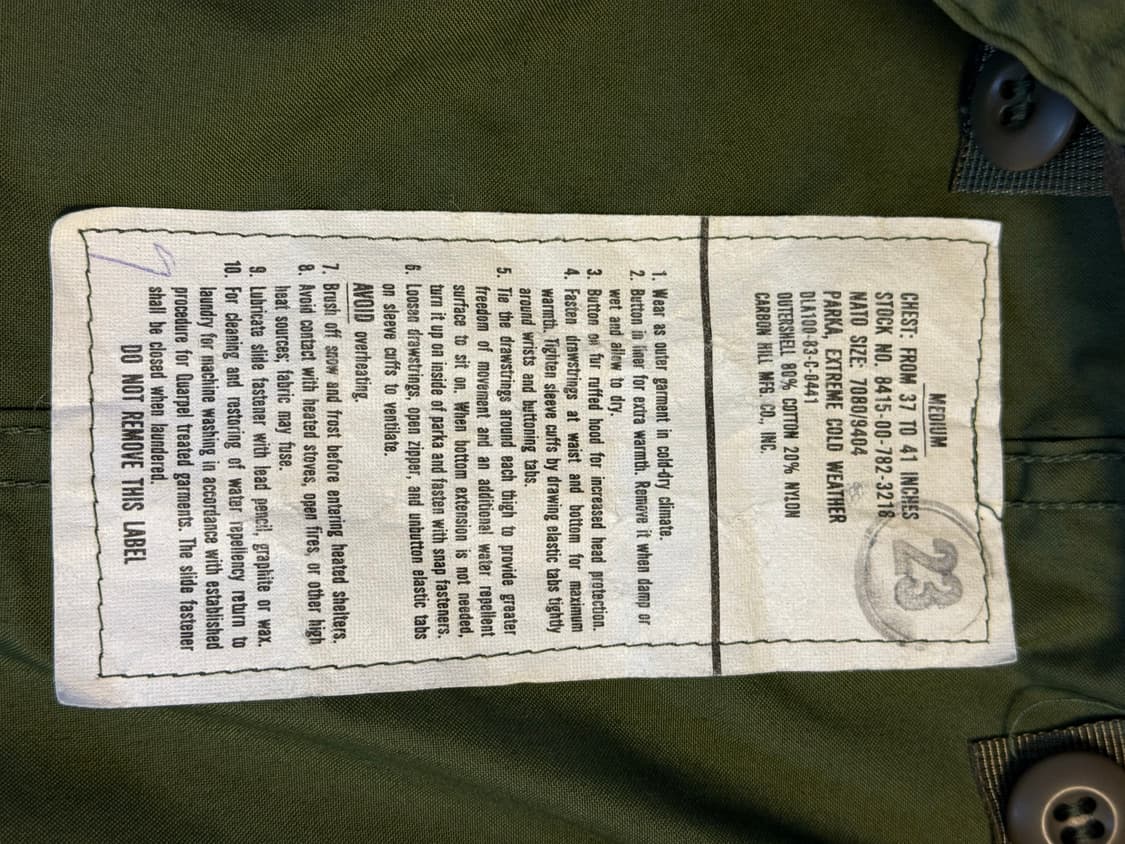 MEDIUM
CHEST: FROM 37 TO 41 INCHES
STOCK NO. 8415-00-782-3218
NATO SIZE: 7080/9404
PARKA, EXTREME COLD WEATHER
DLA100-83-C-0441
OUTERSHELL 80% COTTON 20% NYLON
CARBON HILL MFG. CO., INC.
23
1. Wear as outer garment in cold-dry climate.
2. Button in liner for extra warmth. Remove it when damp or
wet and allow to dry.
3. Button on fur ruffed hood for increased head protection.
4. Fasten drawstrings at waist and bottom for maximum
warmth. Tighten sleeve cuffs by drawing elastic tabs tightly
around wrists and buttoning tabs.
5. Tie the drawstrings around each thigh to provide greater
freedom of movement and an additional water repellent
surface to sit on. When bottom extension is not needed,
turn it up on inside of parka and fasten with snap fasteners.
6. Loosen drawstrings, open zipper, and unbutton elastic tabs
on sleeve cuffs to ventilate.
AVOID overheating.
7. Brush off snow and frost before entering heated shelters.
8. Avoid contact with heated stoves, open fires, or other high
heat sources; fabric may fuse.
9. Lubricate slide fastener with lead pencil, graphite or wax.
10. For cleaning and restoring of water repellency return to
laundry for machine washing in accordance with established
procedure for Quarpel treated garments. The slide fastener
shall be closed when laundered.
DO NOT REMOVE THIS LABEL